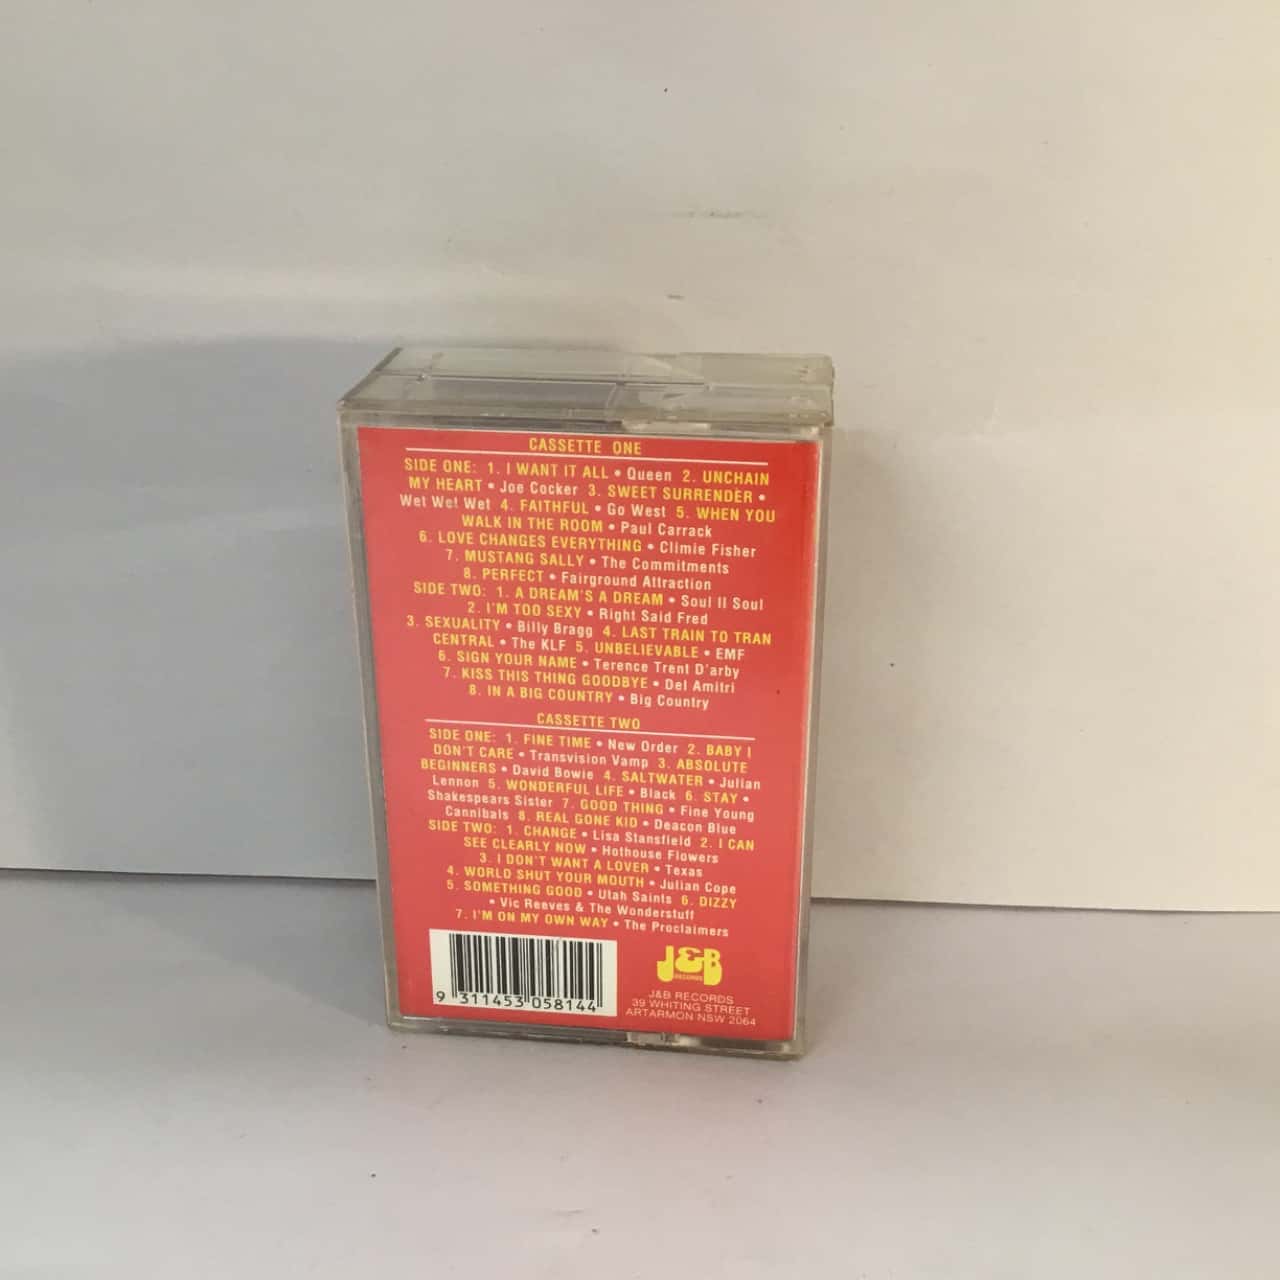 CASSETTE ONE
SIDE ONE: 1. I WANT IT ALL • Queen 2. UNCHAIN
MY HEART • Joe Cocker 3. SWEET SURRENDER •
Wet Wet Wet 4. FAITHFUL • Go West 5. WHEN YOU
WALK IN THE ROOM • Paul Carrack
6. LOVE CHANGES EVERYTHING • Climie Fisher
7. MUSTANG SALLY • The Commitments
8. PERFECT • Fairground Attraction
SIDE TWO: 1. A DREAM'S A DREAM • Soul II Soul
2. I'M TOO SEXY • Right Said Fred
3. SEXUALITY • Billy Bragg 4. LAST TRAIN TO TRAN
CENTRAL • The KLF 5. UNBELIEVABLE • EMF
6. SIGN YOUR NAME • Terence Trent D'arby
7. KISS THIS THING GOODBYE • Del Amitri
8. IN A BIG COUNTRY • Big Country
CASSETTE TWO
SIDE ONE: 1. FINE TIME • New Order 2. BABY I
DON'T CARE • Transvision Vamp 3. ABSOLUTE
BEGINNERS • David Bowie 4. SALTWATER • Julian
Lennon 5. WONDERFUL LIFE • Black 6. STAY •
Shakespears Sister 7. GOOD THING • Fine Young
Cannibals 8. REAL GONE KID • Deacon Blue
SIDE TWO: 1. CHANGE • Lisa Stansfield 2. I CAN
SEE CLEARLY NOW • Hothouse Flowers
3. I DON'T WANT A LOVER • Texas
4. WORLD SHUT YOUR MOUTH • Julian Cope
5. SOMETHING GOOD • Utah Saints 6. DIZZY
• Vic Reeves & The Wonderstuff
7. I'M ON MY OWN WAY • The Proclaimers
9 311453 058144
J&B
RECORDS
J&B RECORDS
39 WHITING STREET
ARTARMON NSW 2064